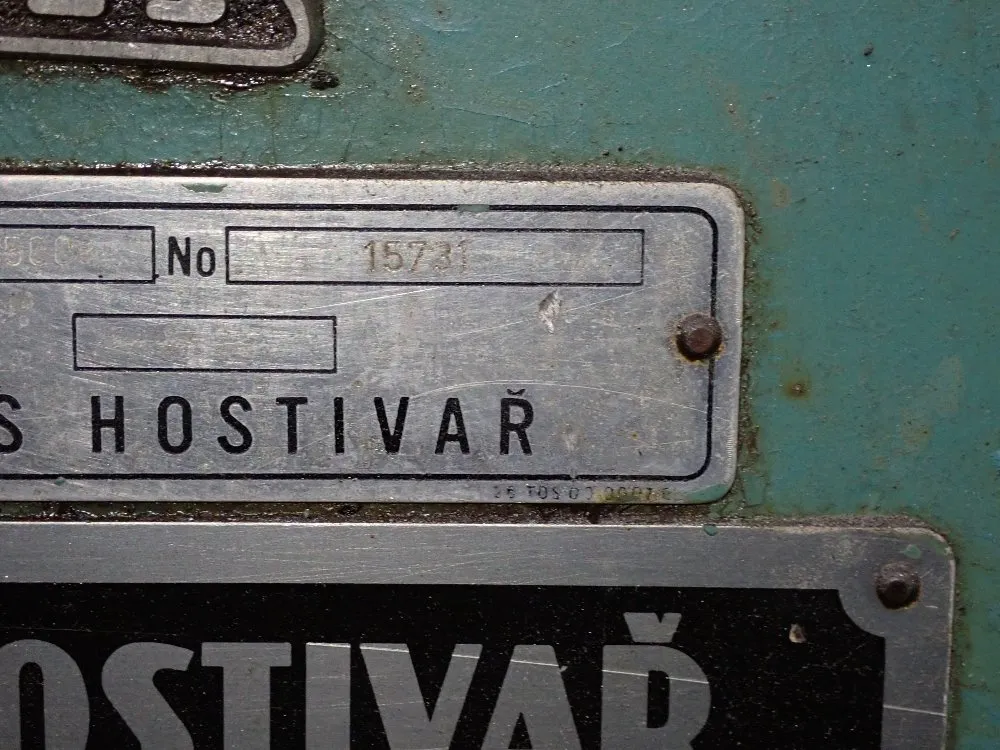 No 15731
S HOSTIVAŘ
OSTIVAŘ